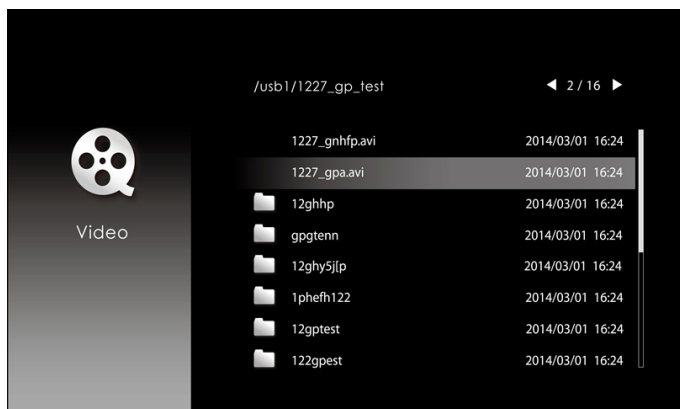 /usb1/1227_gp_test ◀ 2 / 16 ▶
1227_gnhfp.avi 2014/03/01 16:24
1227_gpa.avi 2014/03/01 16:24
12ghhp 2014/03/01 16:24
Video
gpgtenn 2014/03/01 16:24
12ghy5j[p 2014/03/01 16:24
1phefh122 2014/03/01 16:24
12gptest 2014/03/01 16:24
122gpest 2014/03/01 16:24